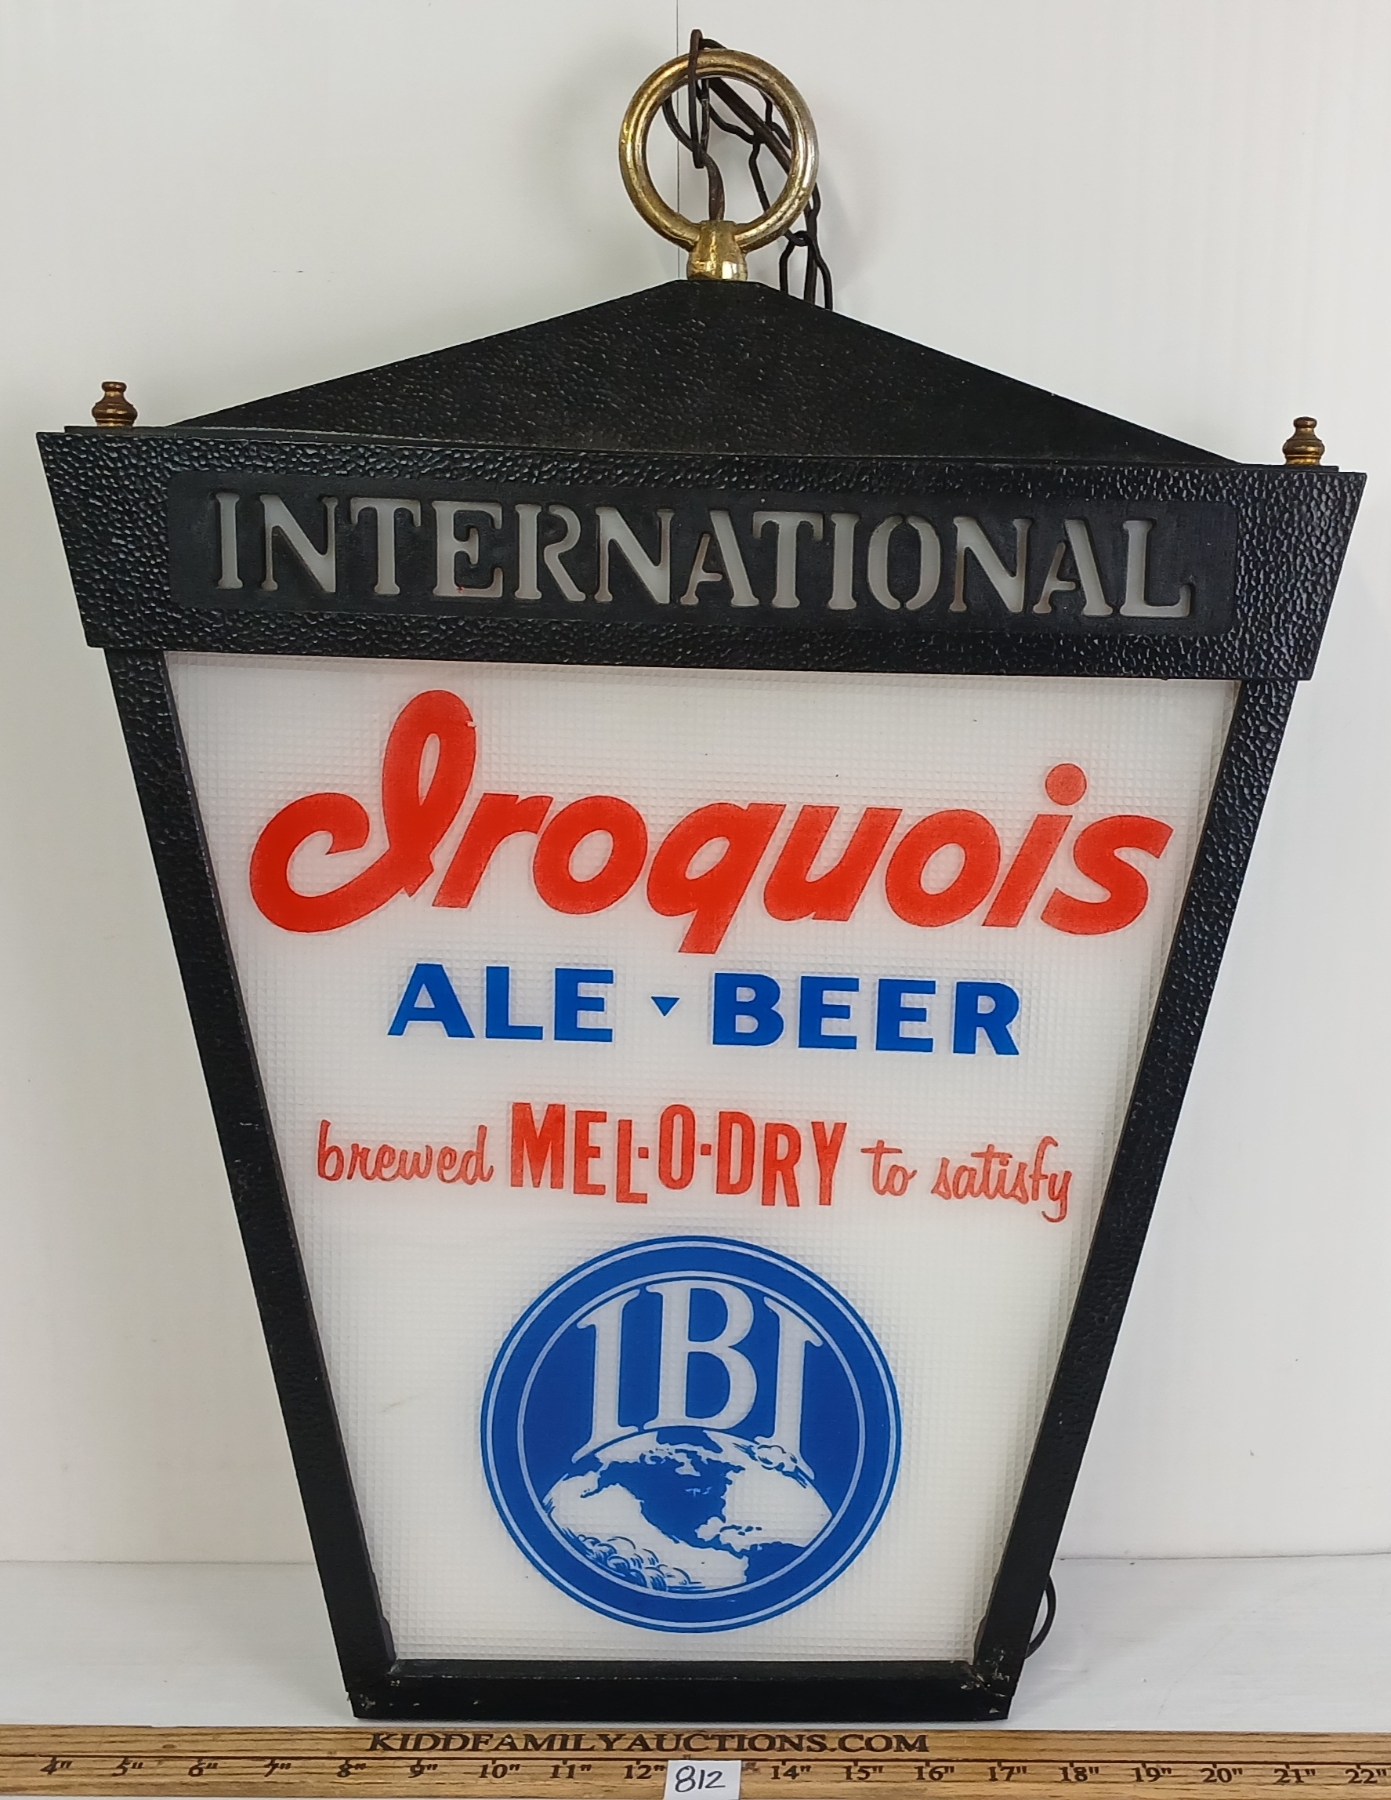 INTERNATIONAL
Iroquois
ALE ▾ BEER
brewed MEL·O·DRY to satisfy
IBI
KIDDFAMILYAUCTIONS.COM
4" 5" 6" 7" 8" 9" 10" 11" 12" 812 14" 15" 16" 17" 18" 19" 20" 21" 22"